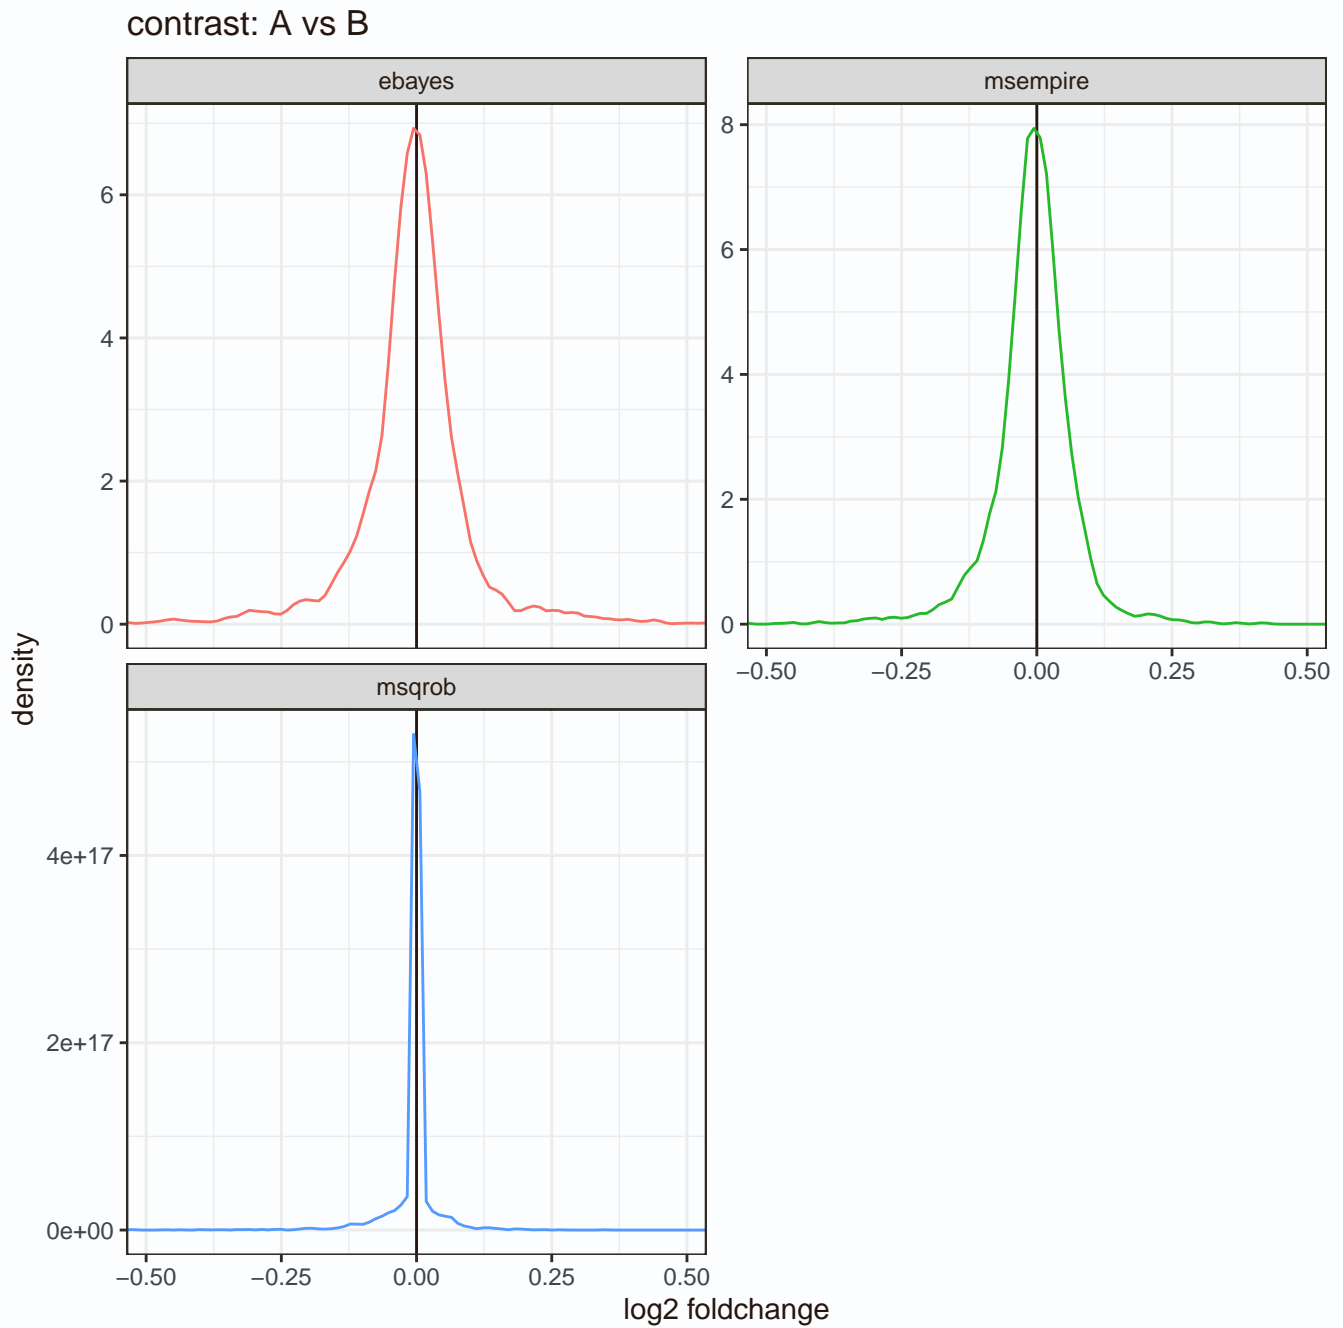 contrast: A vs B
ebayes
msempire
6
4
2
0
8
6
4
2
0
−0.50 −0.25 0.00 0.25 0.50
msqrob
density
4e+17
2e+17
0e+00
−0.50 −0.25 0.00 0.25 0.50
log2 foldchange